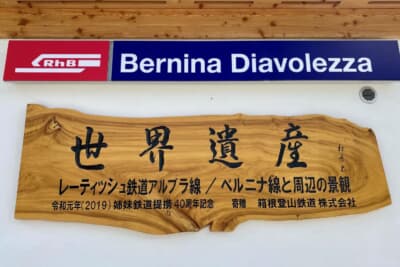 RhB Bernina Diavolezza
世界遺産
レーティッシュ鉄道アルブラ線/ベルニナ線と周辺の景観
令和元年(2019)姉妹鉄道提携40周年記念 寄贈 箱根登山鉄道 株式会社